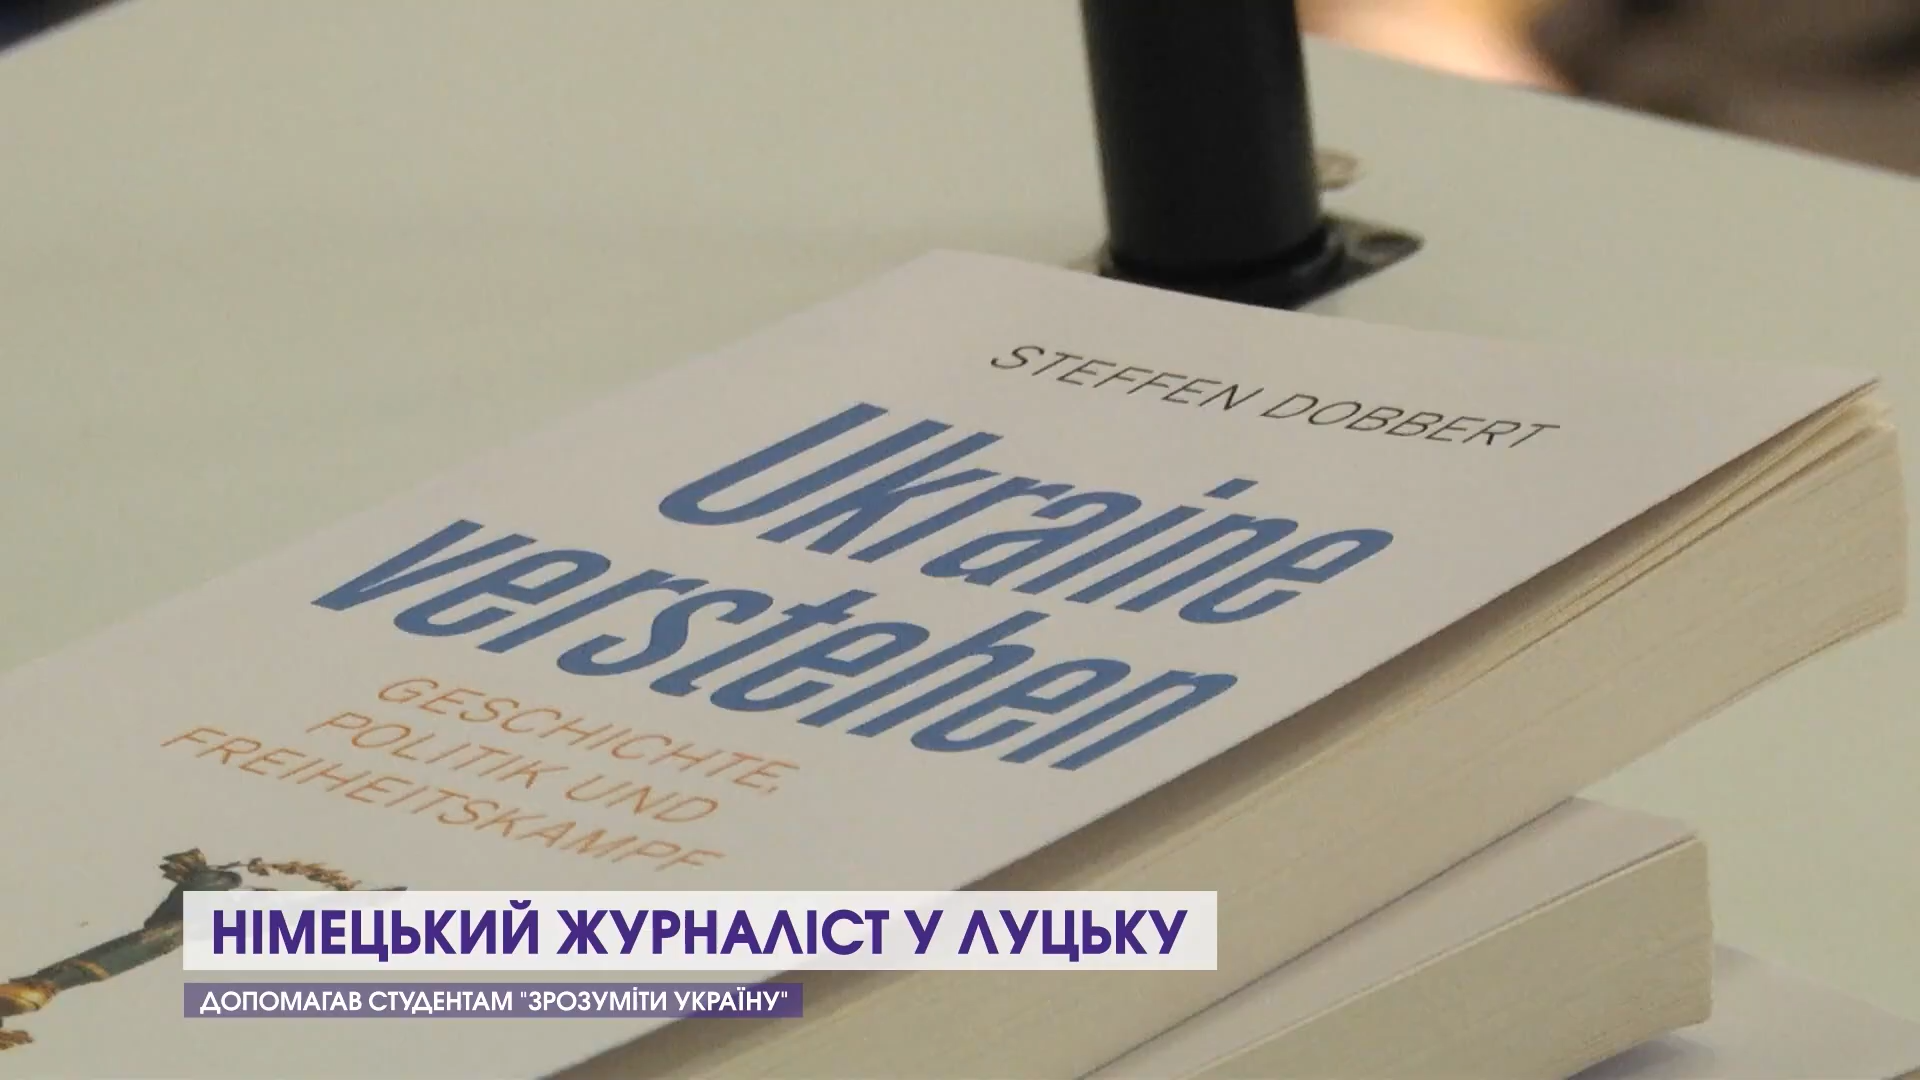 STEFFEN DOBBERT
Ukraine
verstehen
GESCHICHTE,
POLITIK UND
FREIHEITSKAMPF
НІМЕЦЬКИЙ ЖУРНАЛІСТ У ЛУЦЬКУ
ДОПОМАГАВ СТУДЕНТАМ "ЗРОЗУМІТИ УКРАЇНУ"